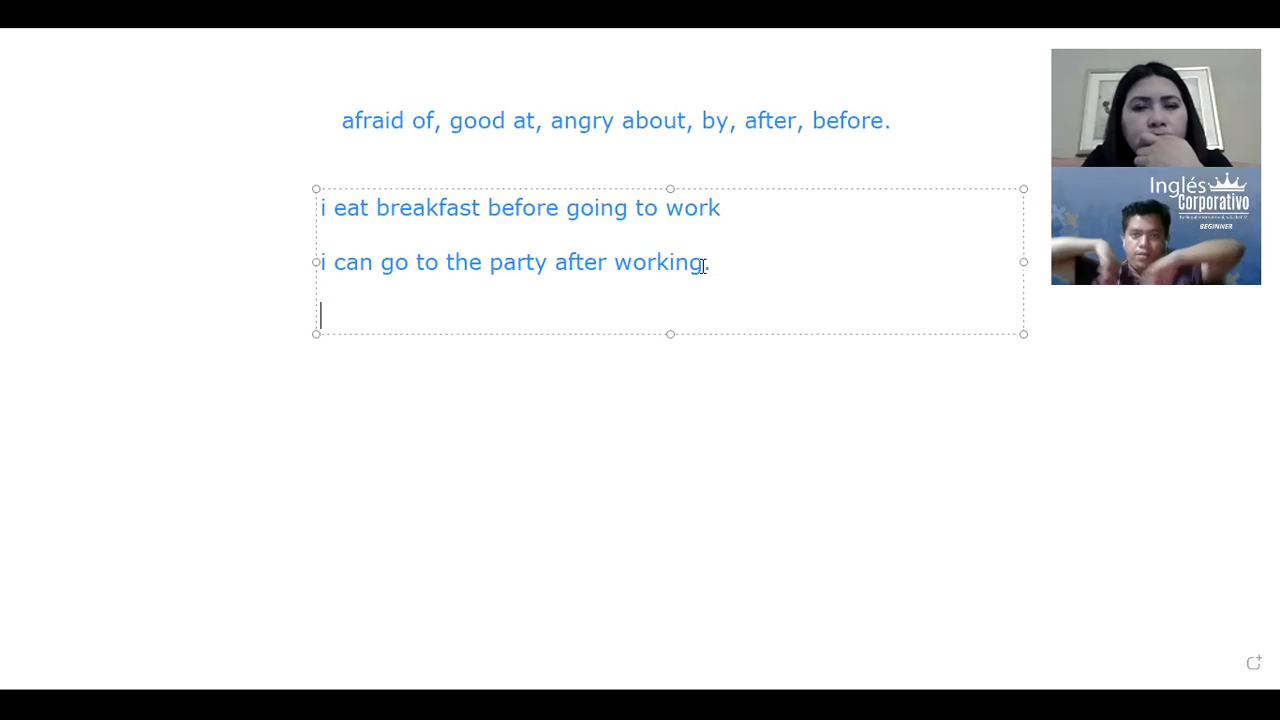 afraid of, good at, angry about, by, after, before.
i eat breakfast before going to work
i can go to the party after working.
Inglés
Corporativo
BEGINNER